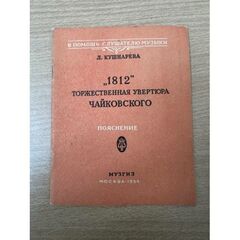 В ПОМОЩЬ СЛУШАТЕЛЮ МУЗЫКИ
Л. КУШНАРЕВА
„1812"
ТОРЖЕСТВЕННАЯ УВЕРТЮРА
ЧАЙКОВСКОГО
ПОЯСНЕНИЕ
МУЗГИЗ
МОСКВА